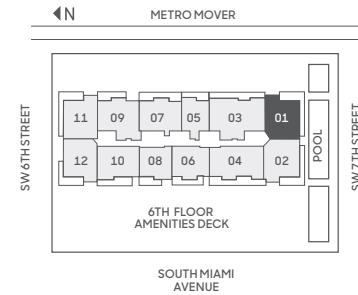 N
METRO MOVER
SW 6TH STREET
11 09 07 05 03 01
12 10 08 06 04 02
POOL
SW 7TH STREET
6TH FLOOR
AMENITIES DECK
SOUTH MIAMI
AVENUE